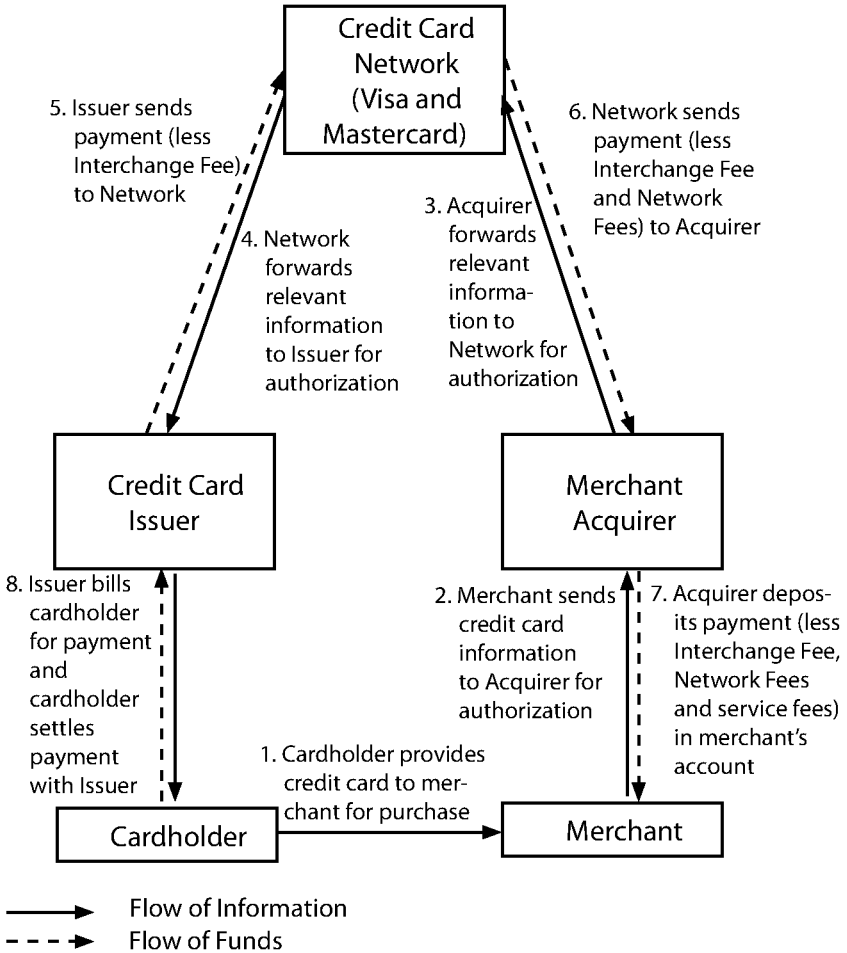 Credit Card
Network
(Visa and
Mastercard)
5. Issuer sends
payment (less
Interchange Fee)
to Network
6. Network sends
payment (less
Interchange Fee
and Network
Fees) to Acquirer
4. Network
forwards
relevant
information
to Issuer for
authorization
3. Acquirer
forwards
relevant
informa-
tion to
Network for
authorization
Credit Card
Issuer
Merchant
Acquirer
8. Issuer bills
cardholder
for payment
and
cardholder
settles
payment
with Issuer
2. Merchant sends
credit card
information
to Acquirer for
authorization
7. Acquirer depos-
its payment (less
Interchange Fee,
Network Fees
and service fees)
in merchant's
account
1. Cardholder provides
credit card to mer-
chant for purchase
Cardholder
Merchant
Flow of Information
Flow of Funds